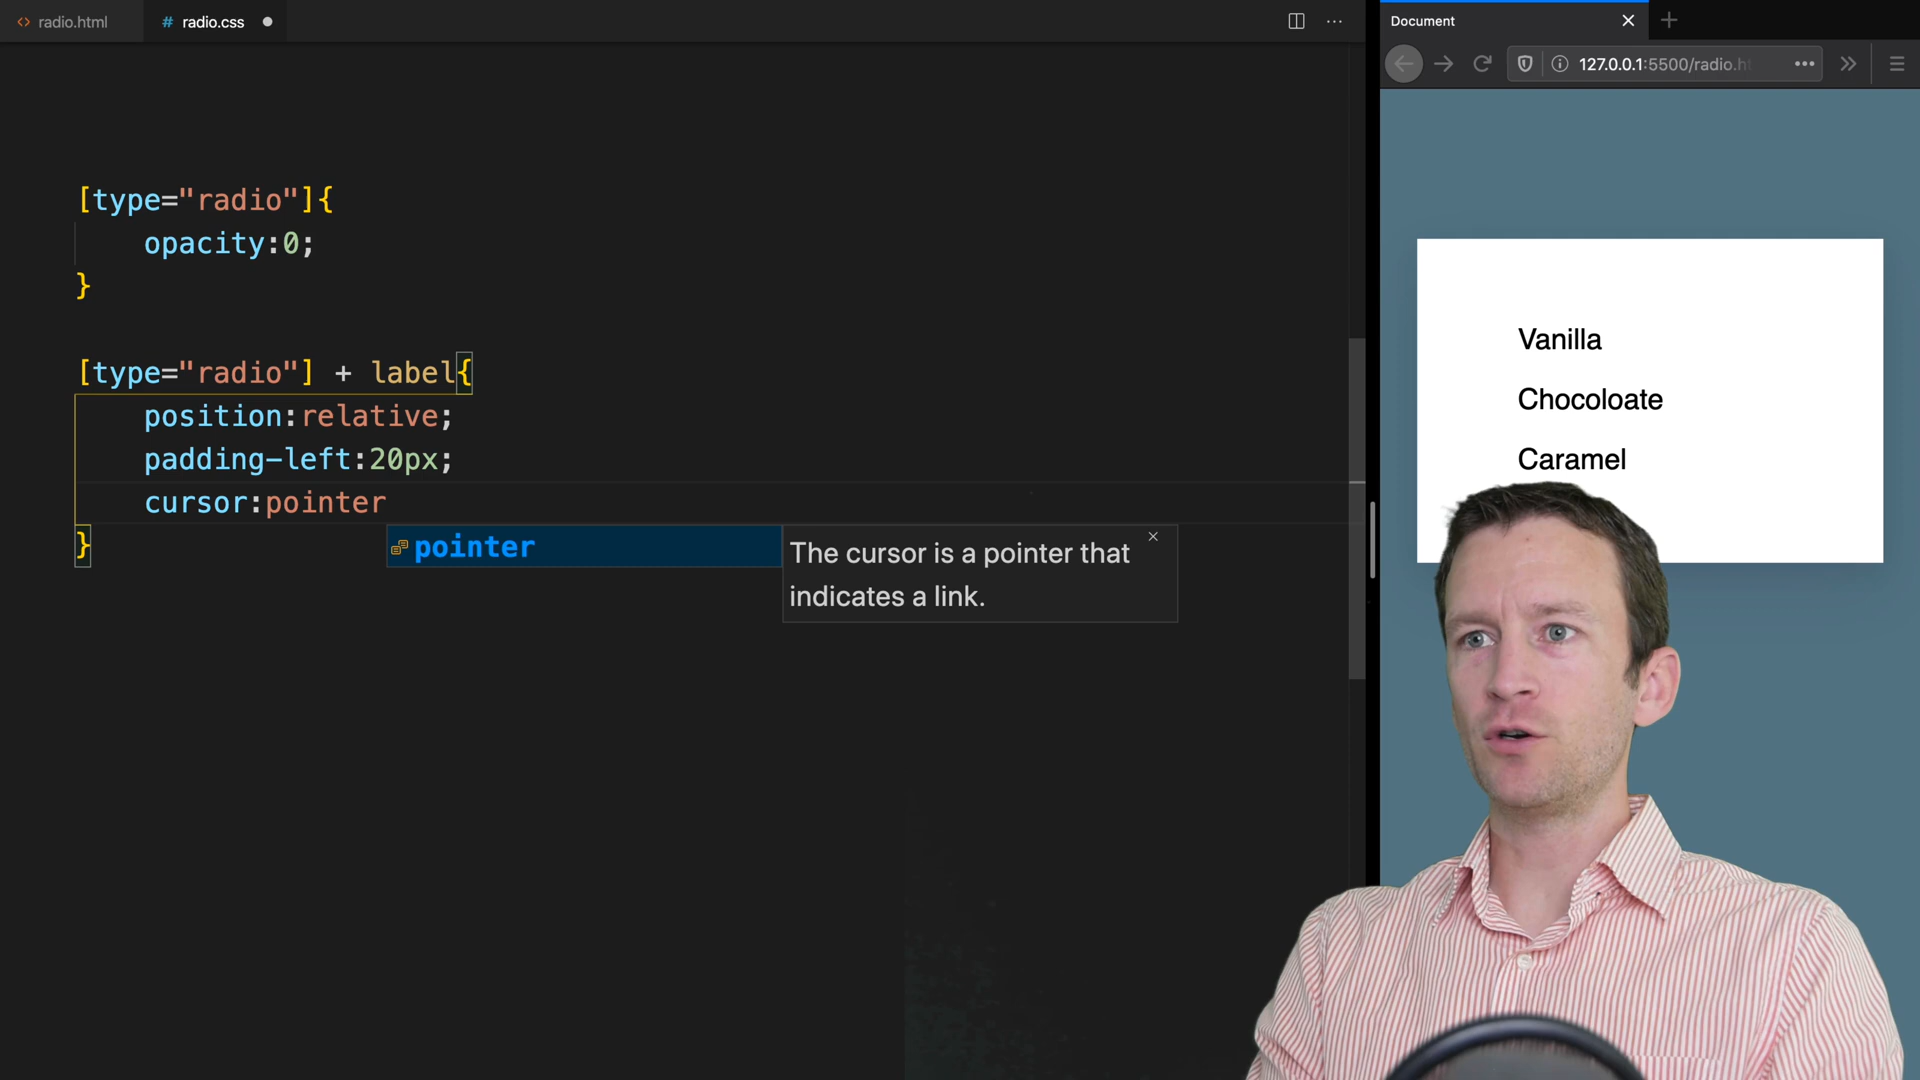 radio.html
# radio.css
Document
127.0.0.1:5500/radio.h
[type="radio"]{
opacity:0;
}
[type="radio"] + label{
position:relative;
padding-left:20px;
cursor:pointer
}
pointer
The cursor is a pointer that
indicates a link.
Vanilla
Chocoloate
Caramel